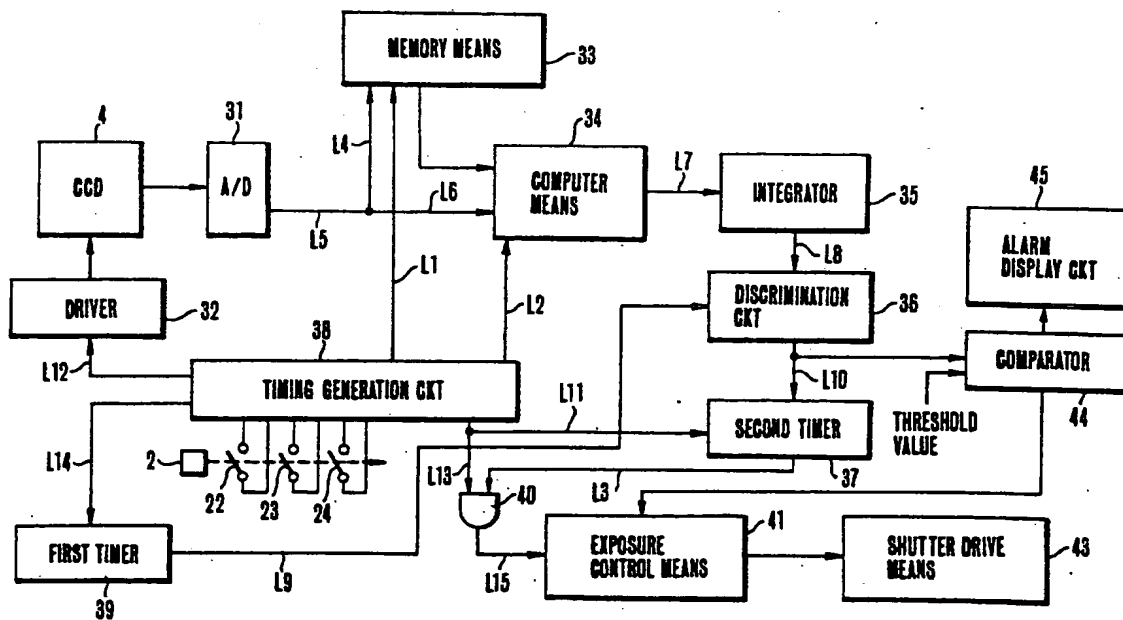 MEMORY MEANS
33
4
31
34
CCD
A/D
L4
L5
L6
COMPUTER
MEANS
L7
INTEGRATOR
35
45
ALARM
DISPLAY CKT
L1
L2
L8
DRIVER
32
DISCRIMINATION
CKT
36
L12
38
TIMING GENERATION CKT
L10
COMPARATOR
44
THRESHOLD
VALUE
L11
SECOND TIMER
37
L14
2
22
23
24
L13
40
L3
41
FIRST TIMER
39
L9
L15
EXPOSURE
CONTROL MEANS
SHUTTER DRIVE
MEANS
43